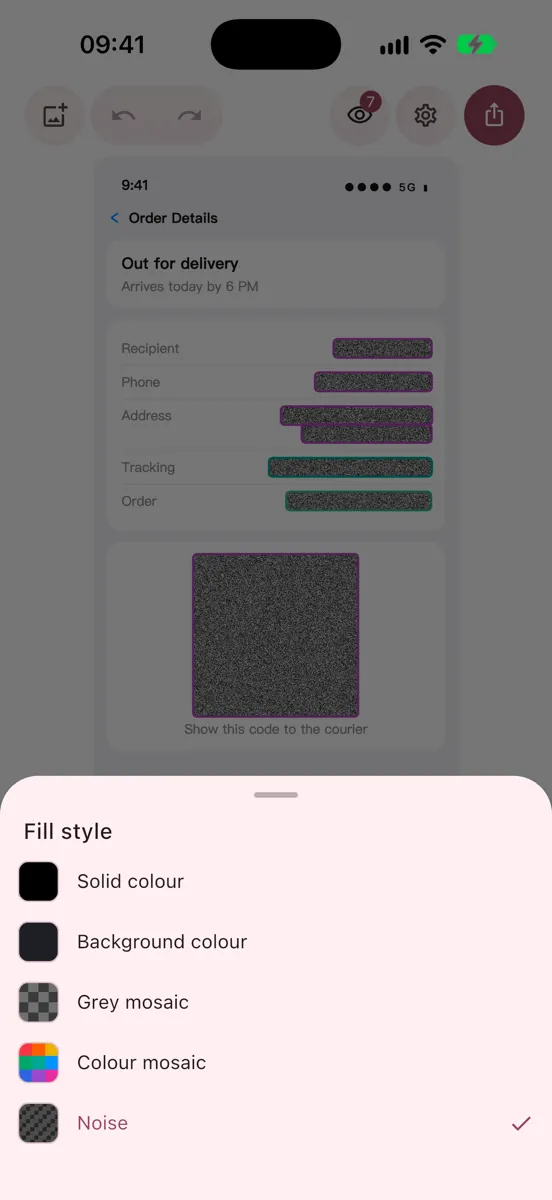 09:41
7
9:41
5G
Order Details
Out for delivery
Arrives today by 6 PM
Recipient
Phone
Address
Tracking
Order
Show this code to the courier
Fill style
Solid colour
Background colour
Grey mosaic
Colour mosaic
Noise